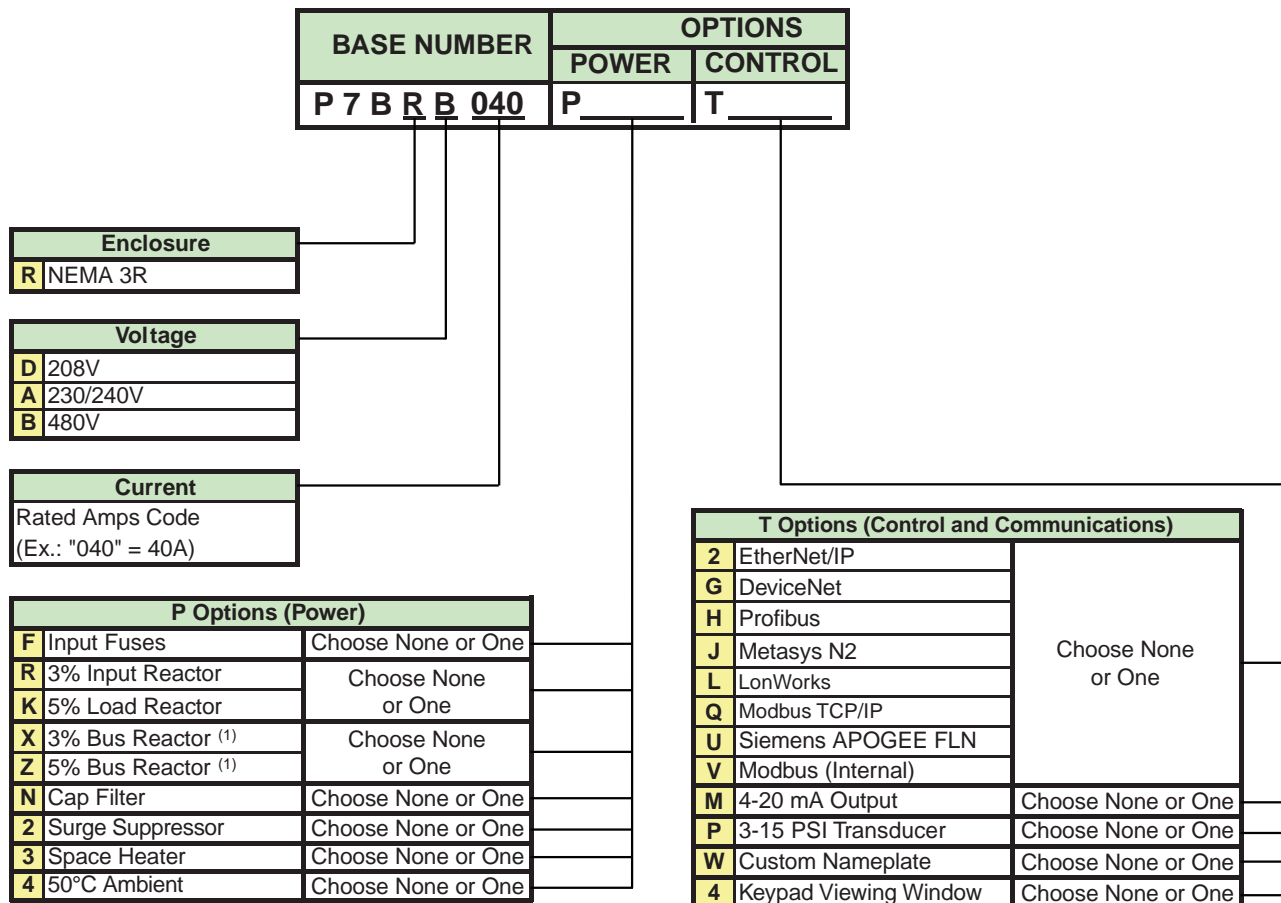 BASE NUMBER
OPTIONS
POWER
CONTROL
P 7 B R B 040
P
T
Enclosure
R NEMA 3R
Voltage
D 208V
A 230/240V
B 480V
Current
Rated Amps Code
(Ex.: "040" = 40A)
P Options (Power)
F Input Fuses Choose None or One
R 3% Input Reactor
K 5% Load Reactor
Choose None
or One
X 3% Bus Reactor (1)
Z 5% Bus Reactor (1)
Choose None
or One
N Cap Filter Choose None or One
2 Surge Suppressor Choose None or One
3 Space Heater Choose None or One
4 50°C Ambient Choose None or One
T Options (Control and Communications)
2 EtherNet/IP
G DeviceNet
H Profibus
J Metasys N2
L LonWorks
Q Modbus TCP/IP
U Siemens APOGEE FLN
V Modbus (Internal)
Choose None
or One
M 4-20 mA Output Choose None or One
P 3-15 PSI Transducer Choose None or One
W Custom Nameplate Choose None or One
4 Keypad Viewing Window Choose None or One